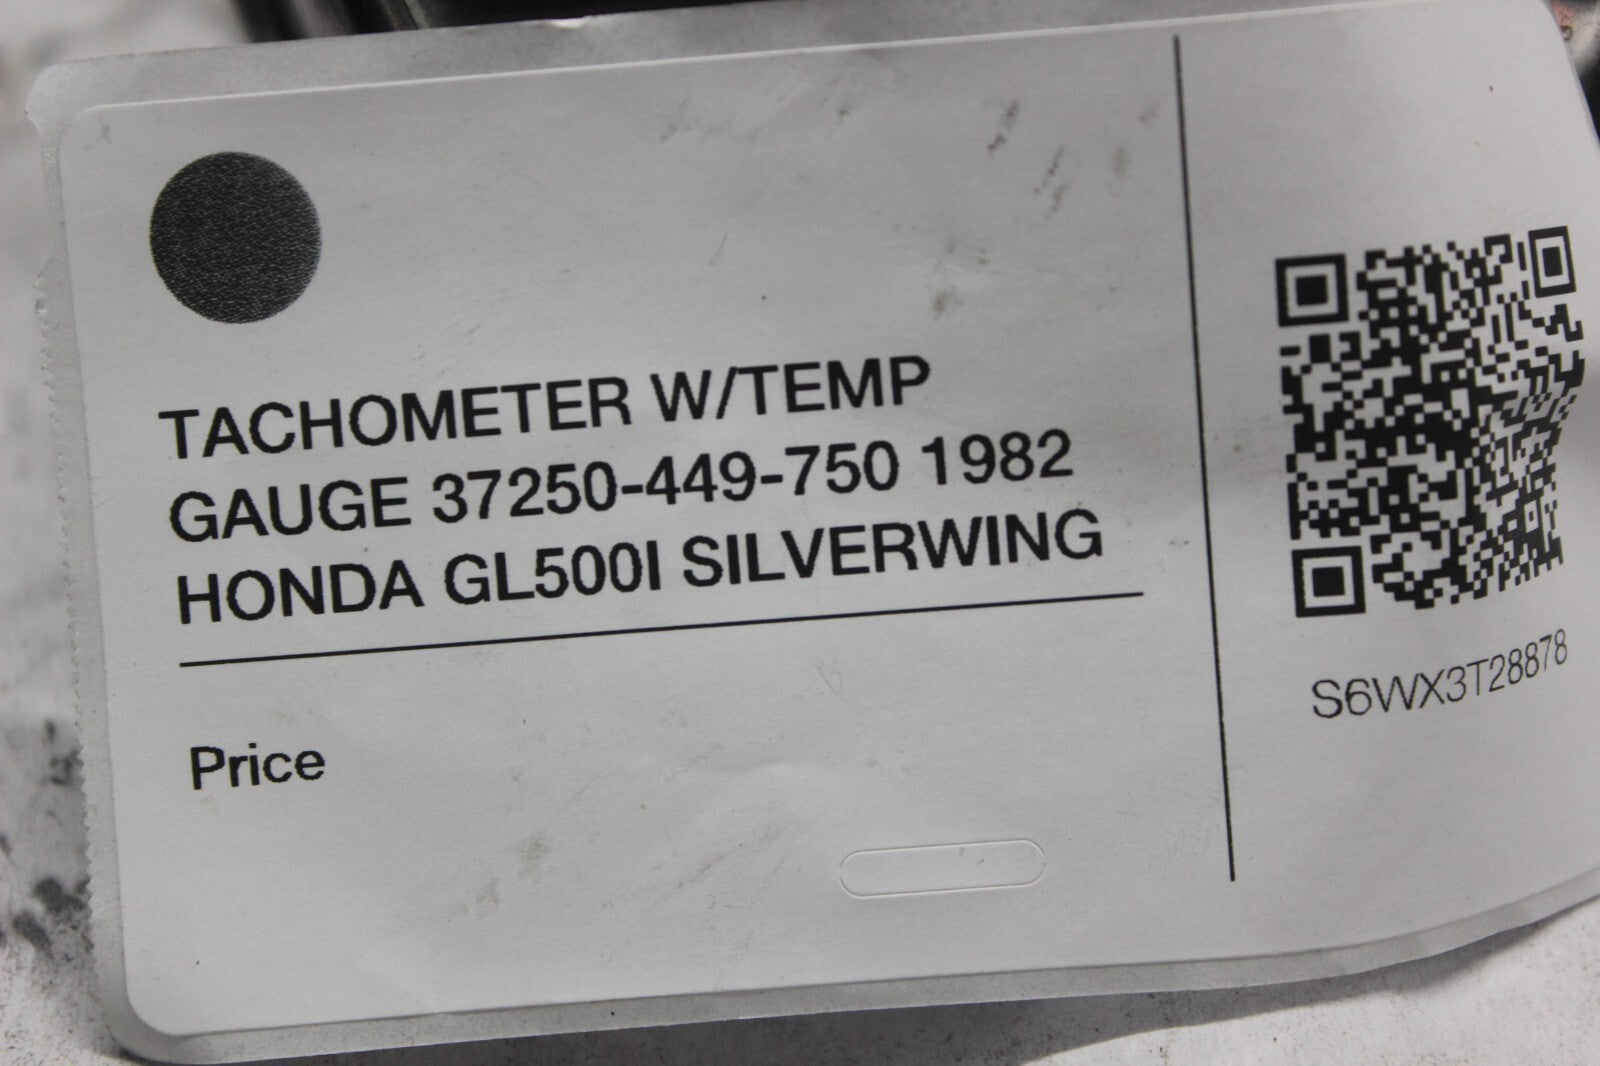 TACHOMETER W/TEMP
GAUGE 37250-449-750 1982
HONDA GL500I SILVERWING
Price
S6WX3T28878